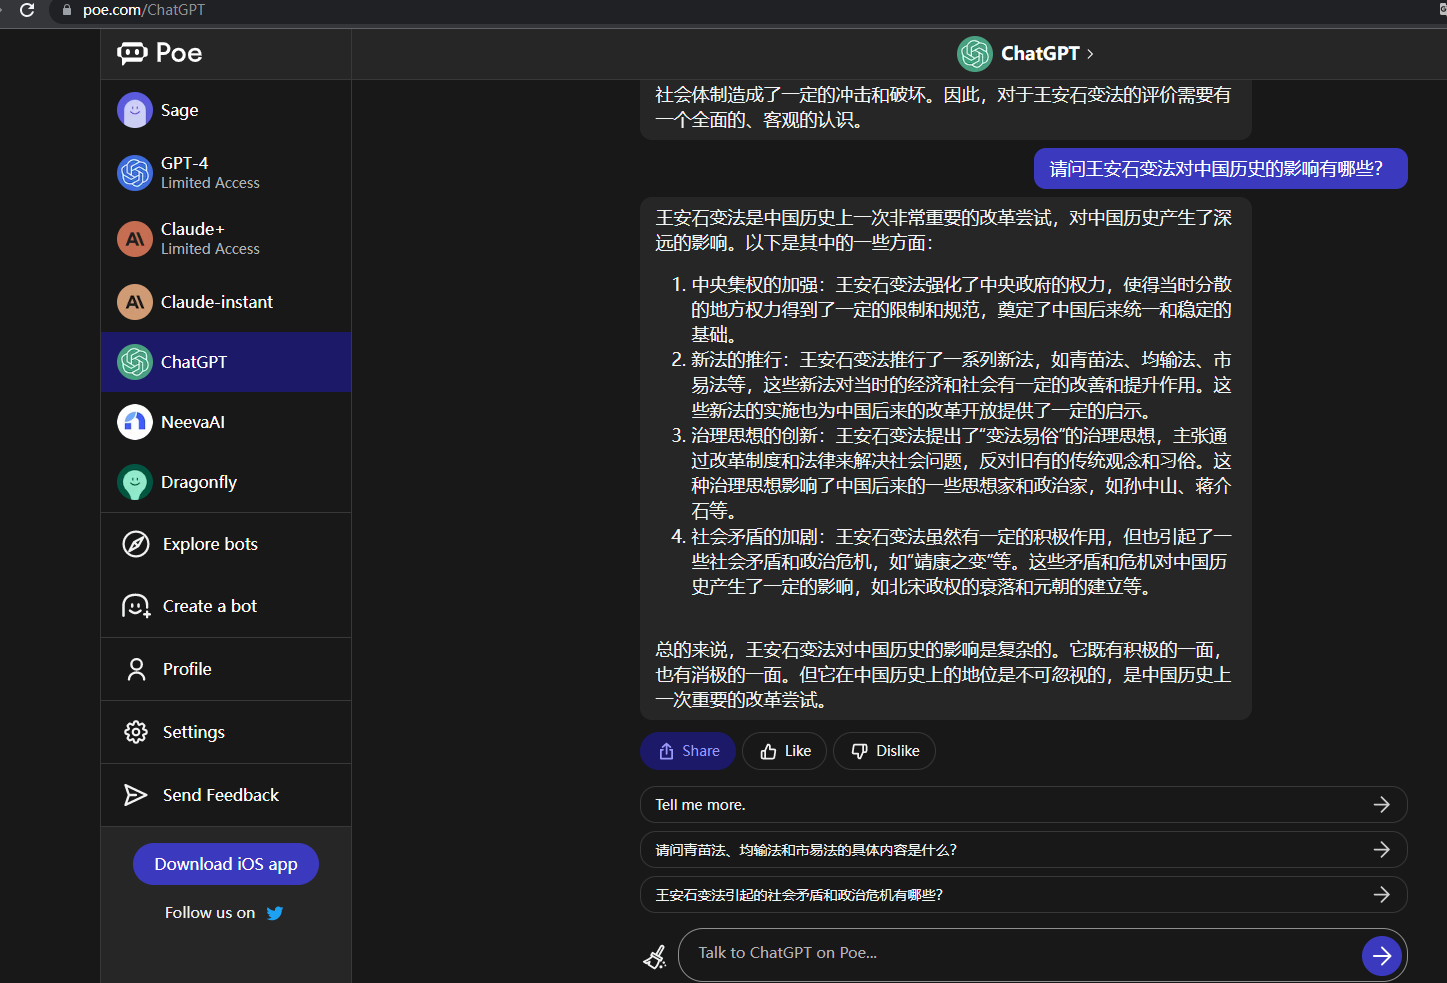 poe.com/ChatGPT
Poe
ChatGPT
Sage
GPT-4
Limited Access
Claude+
Limited Access
Claude-instant
ChatGPT
NeevaAI
Dragonfly
Explore bots
Create a bot
Profile
Settings
Send Feedback
Download iOS app
Follow us on
社会体制造成了一定的冲击和破坏。因此，对于王安石变法的评价需要有
一个全面的、客观的认识。
请问王安石变法对中国历史的影响有哪些？
王安石变法是中国历史上一次非常重要的改革尝试，对中国历史产生了深
远的影响。以下是其中的一些方面：
1. 中央集权的加强：王安石变法强化了中央政府的权力，使得当时分散
的地方权力得到了一定的限制和规范，奠定了中国后来统一和稳定的
基础。
2. 新法的推行：王安石变法推行了一系列新法，如青苗法、均输法、市
易法等，这些新法对当时的经济和社会有一定的改善和提升作用。这
些新法的实施也为中国后来的改革开放提供了一定的启示。
3. 治理思想的创新：王安石变法提出了“变法易俗”的治理思想，主张通
过改革制度和法律来解决社会问题，反对旧有的传统观念和习俗。这
种治理思想影响了中国后来的一些思想家和政治家，如孙中山、蒋介
石等。
4. 社会矛盾的加剧：王安石变法虽然有一定的积极作用，但也引起了一
些社会矛盾和政治危机，如“靖康之变”等。这些矛盾和危机对中国历
史产生了一定的影响，如北宋政权的衰落和元朝的建立等。
总的来说，王安石变法对中国历史的影响是复杂的。它既有积极的一面，
也有消极的一面。但它在中国历史上的地位是不可忽视的，是中国历史上
一次重要的改革尝试。
Share
Like
Dislike
Tell me more.
请问青苗法、均输法和市易法的具体内容是什么？
王安石变法引起的社会矛盾和政治危机有哪些？
Talk to ChatGPT on Poe...